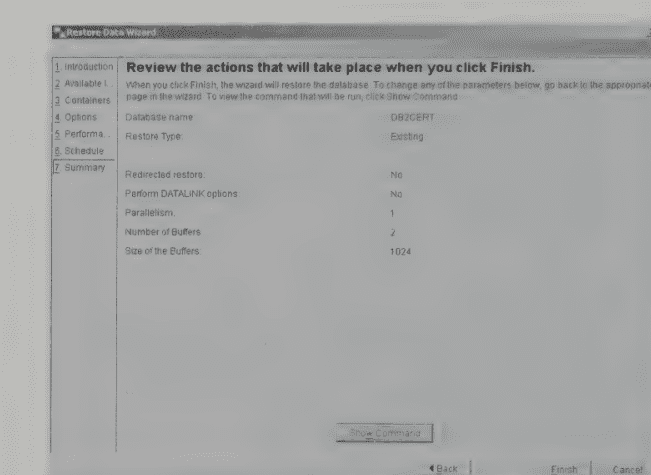 Restore Data Wizard
1. Introduction
2. Available I...
3. Containers
4. Options
5. Performa...
6. Schedule
7. Summary
Review the actions that will take place when you click Finish.
When you click Finish, the wizard will restore the database. To change any of the parameters below, go back to the appropriate
page in the wizard. To view the command that will be run, click Show Command.
Database name DB2CERT
Restore Type: Existing
Redirected restore: No
Perform DATALINK options No
Parallelism: 1
Number of Buffers: 2
Size of the Buffers: 1024
Show Command
Back Finish Cancel